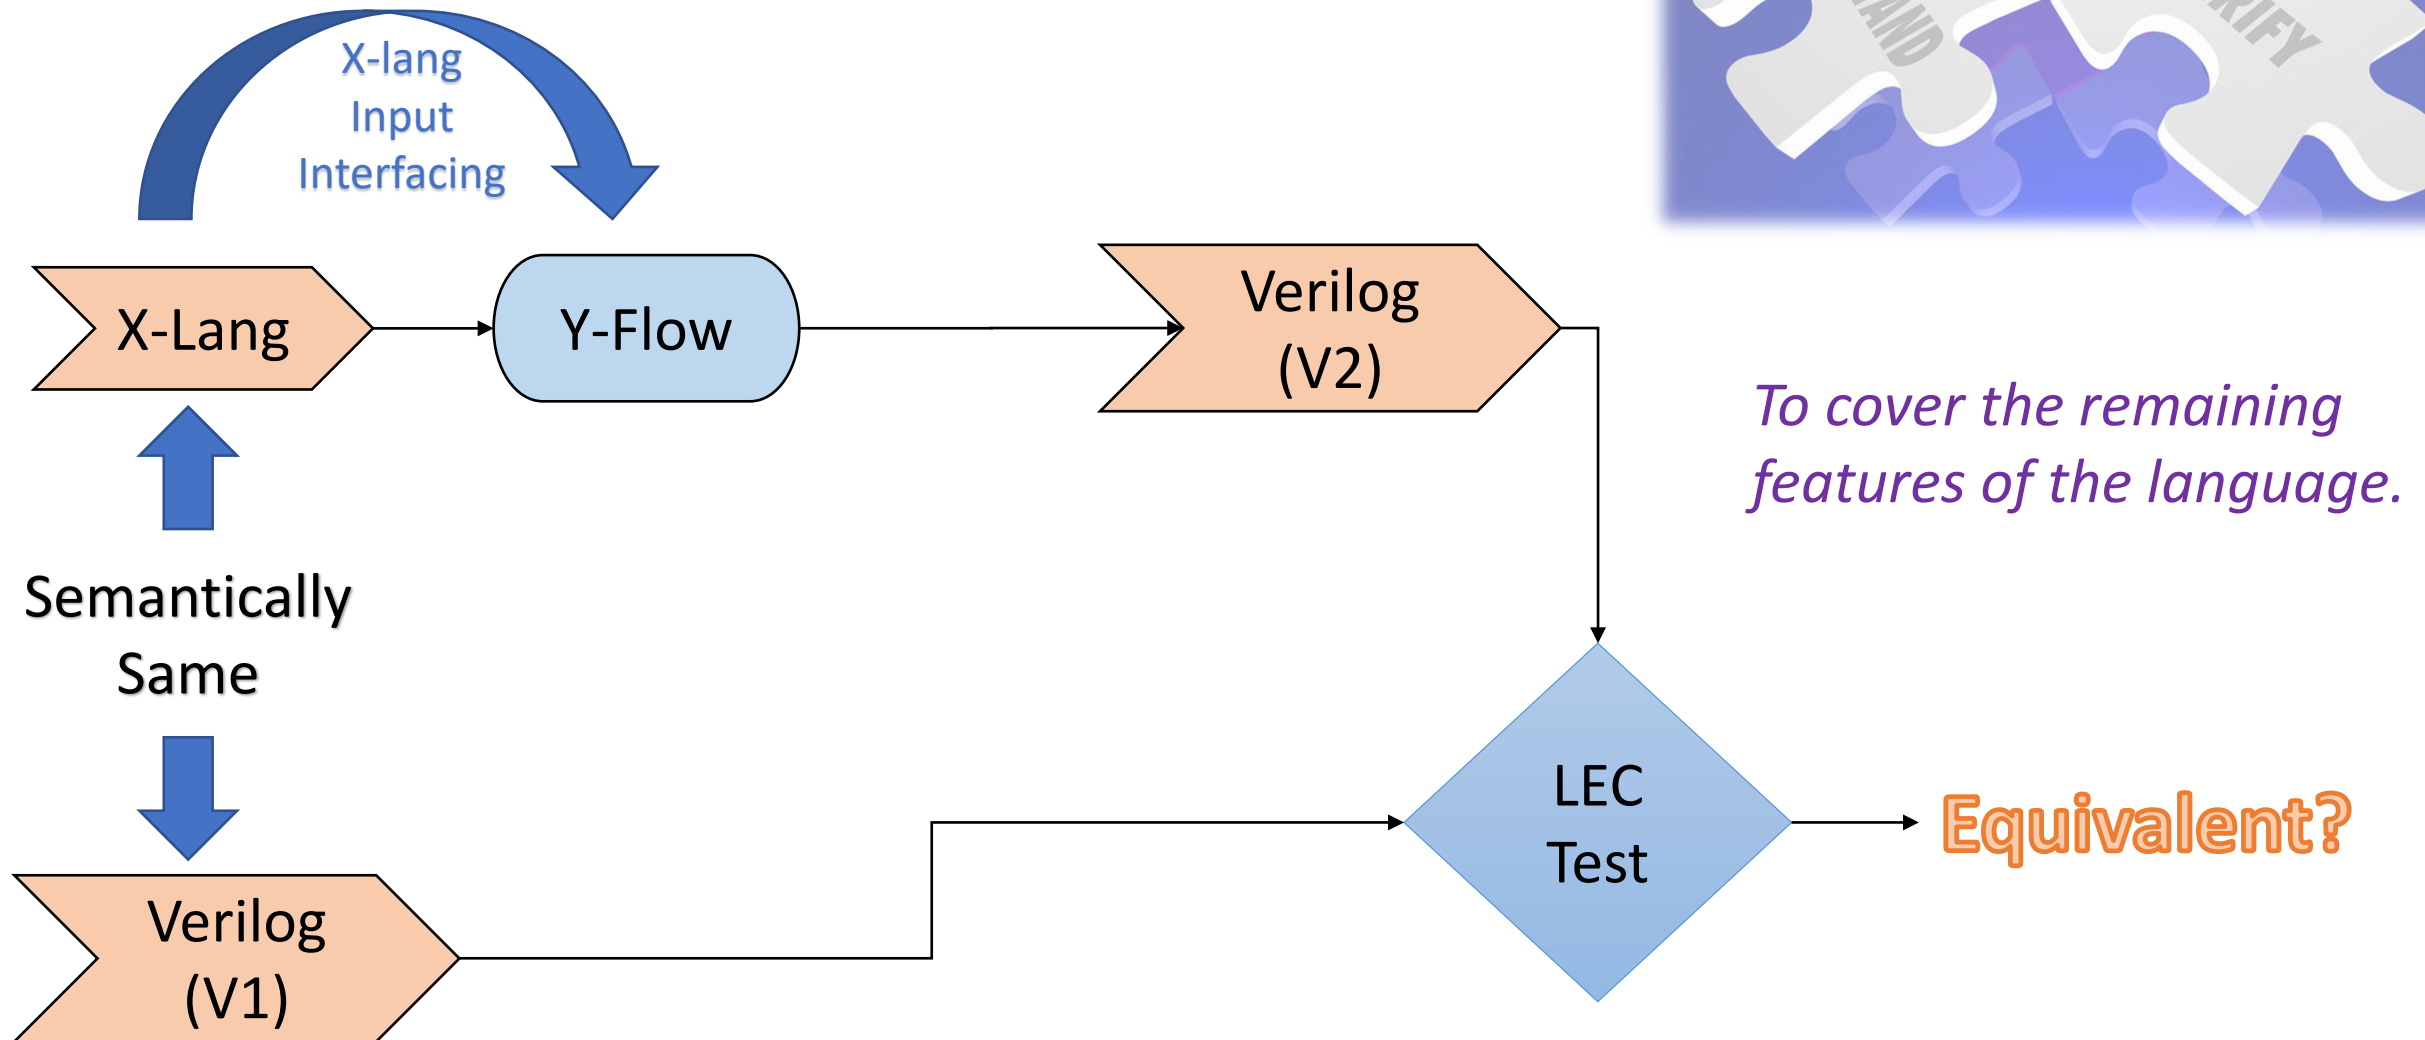 X-lang
Input
Interfacing
X-Lang
Y-Flow
Verilog
(V2)
To cover the remaining
features of the language.
Semantically
Same
LEC
Test
Equivalent?
Verilog
(V1)